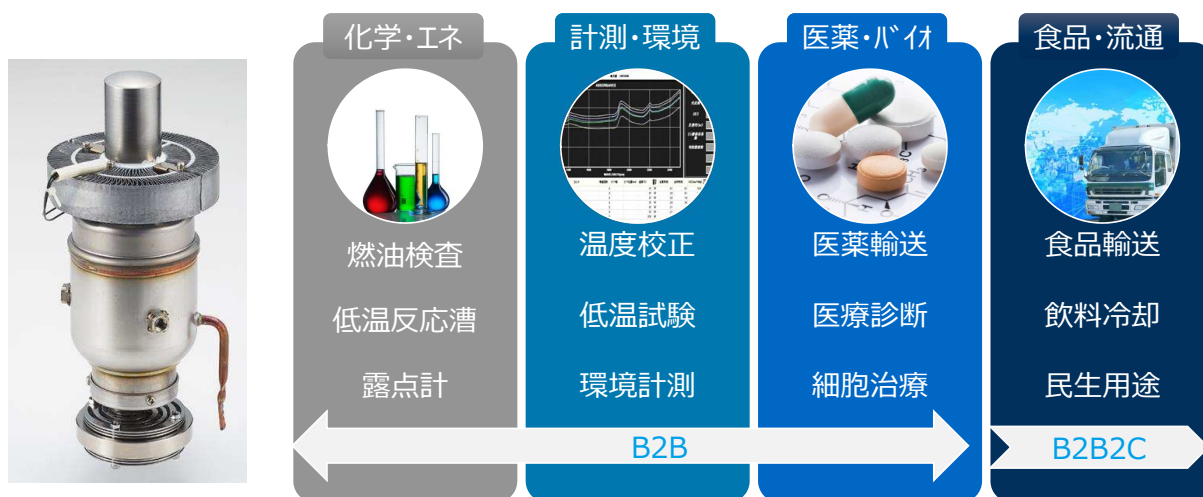 化学・エネ
計測・環境
医薬・バイオ
食品・流通
燃油検査
低温反応漕
露点計
温度校正
低温試験
環境計測
医薬輸送
医療診断
細胞治療
食品輸送
飲料冷却
民生用途
B2B
B2B2C